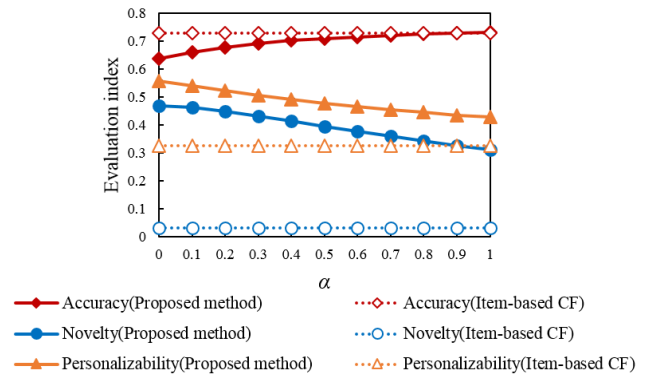 0.8
0.7
0.6
0.5
0.4
0.3
0.2
0.1
0
Evaluation index
0 0.1 0.2 0.3 0.4 0.5 0.6 0.7 0.8 0.9 1
α
Accuracy(Proposed method) Accuracy(Item-based CF)
Novelty(Proposed method) Novelty(Item-based CF)
Personalizability(Proposed method) Personalizability(Item-based CF)